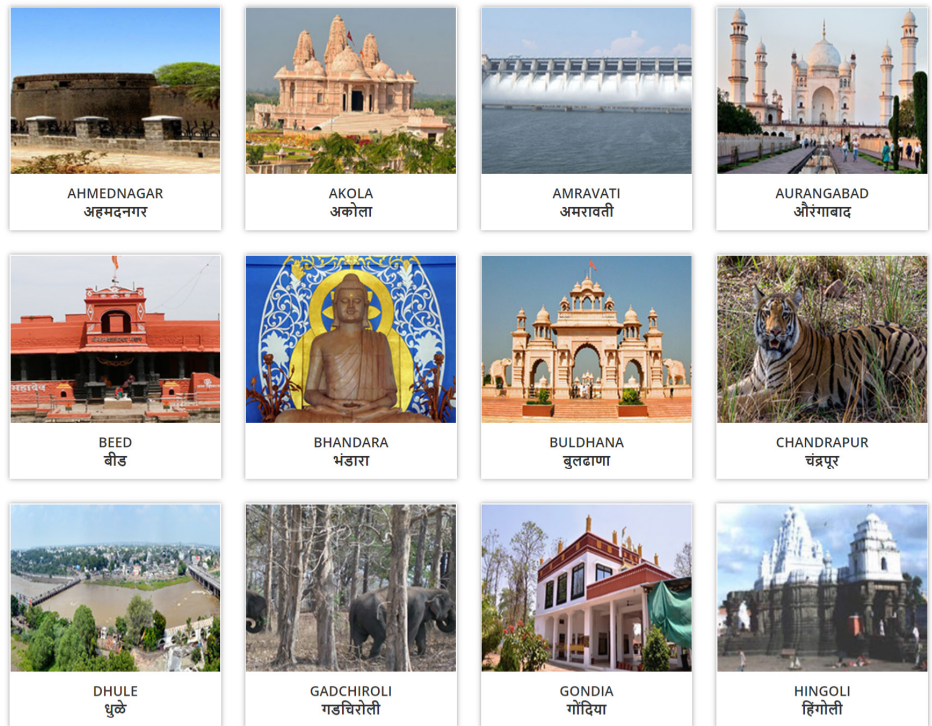 AHMEDNAGAR
अहमदनगर
AKOLA
अकोला
AMRAVATI
अमरावती
AURANGABAD
औरंगाबाद
महादेव
BEED
बीड
BHANDARA
भंडारा
BULDHANA
बुलढाणा
CHANDRAPUR
चंद्रपूर
DHULE
धुळे
GADCHIROLI
गडचिरोली
GONDIA
गोंदिया
HINGOLI
हिंगोली